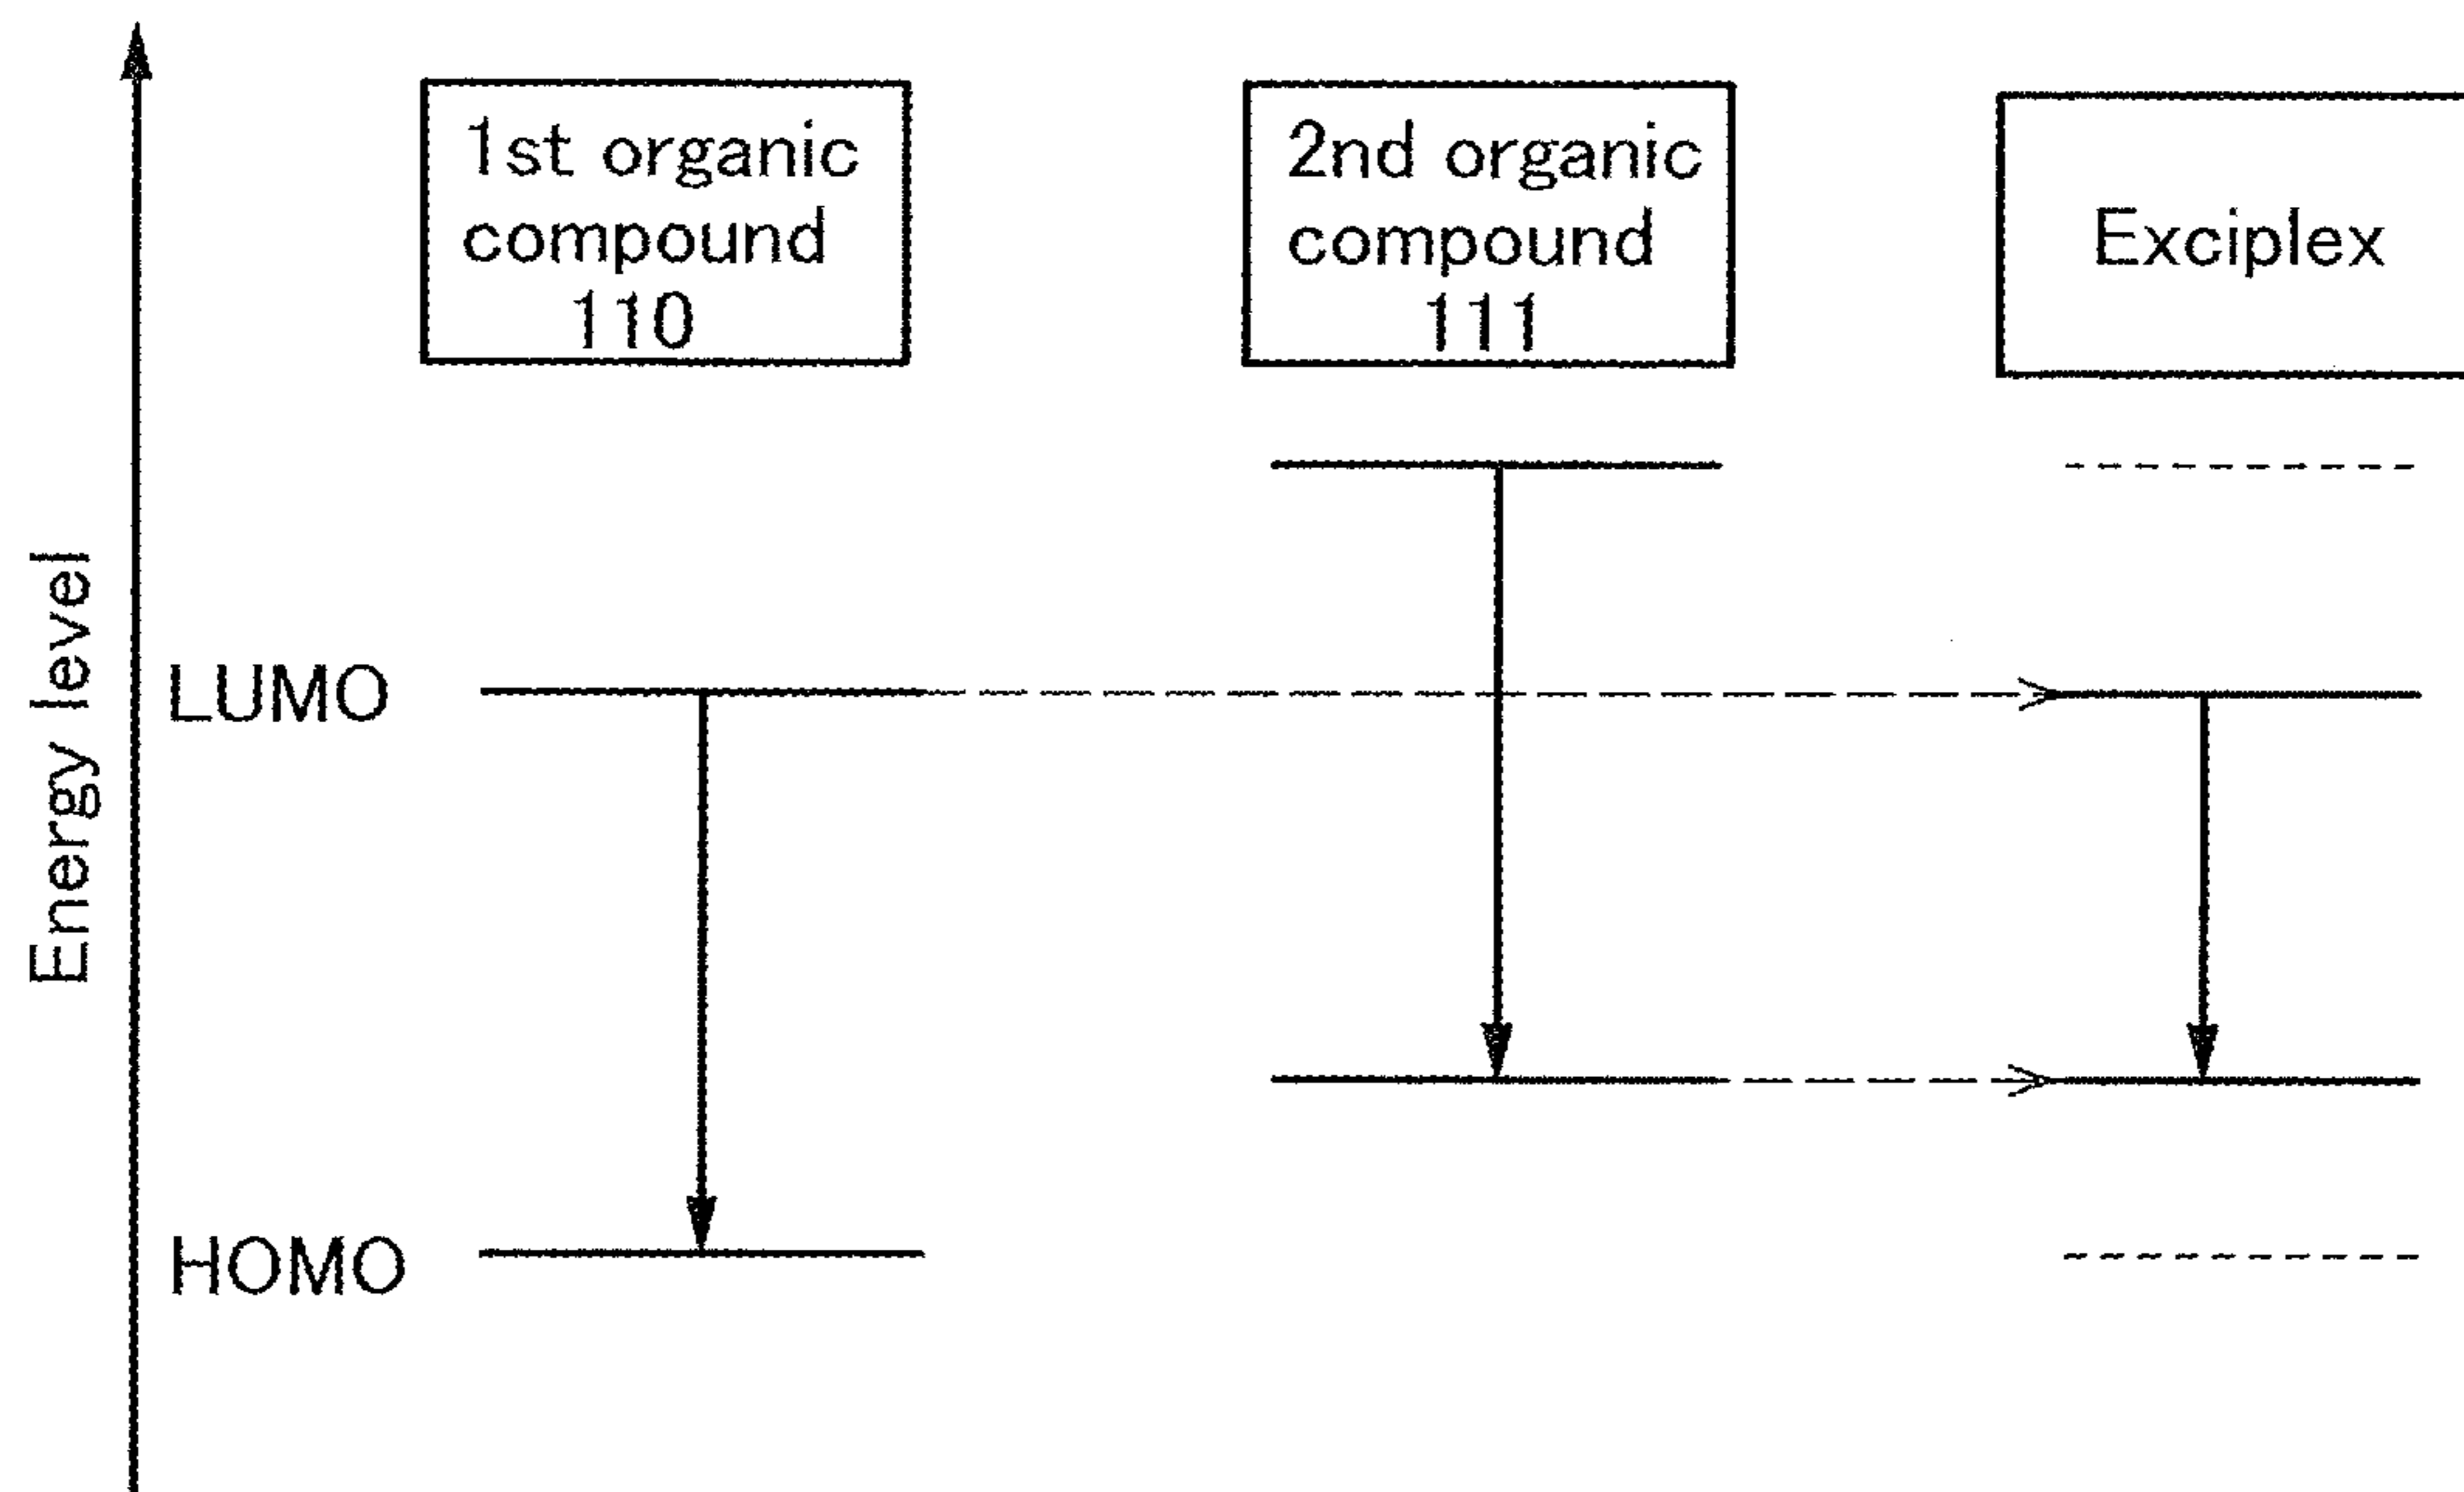 1st organic
compound
110
2nd organic
compound
111
Exciplex
Energy level
LUMO
HOMO